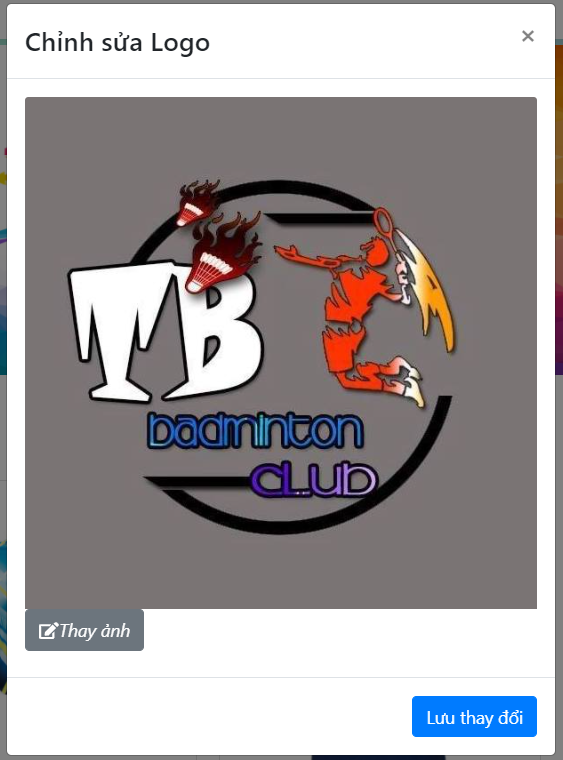 Chỉnh sửa Logo
×
TB
badminton
CLUB
Thay ảnh
Lưu thay đổi